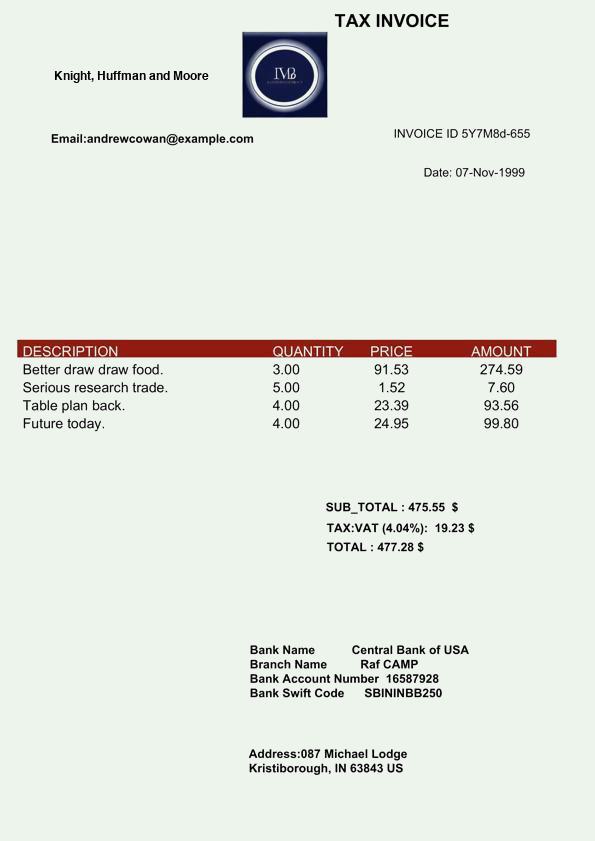 TAX INVOICE
Knight, Huffman and Moore
Email:andrewcowan@example.com
INVOICE ID 5Y7M8d-655
Date: 07-Nov-1999
DESCRIPTION QUANTITY PRICE AMOUNT
Better draw draw food. 3.00 91.53 274.59
Serious research trade. 5.00 1.52 7.60
Table plan back. 4.00 23.39 93.56
Future today. 4.00 24.95 99.80
SUB_TOTAL : 475.55 $
TAX:VAT (4.04%): 19.23 $
TOTAL : 477.28 $
Bank Name Central Bank of USA
Branch Name Raf CAMP
Bank Account Number 16587928
Bank Swift Code SBININBB250
Address:087 Michael Lodge
Kristiborough, IN 63843 US